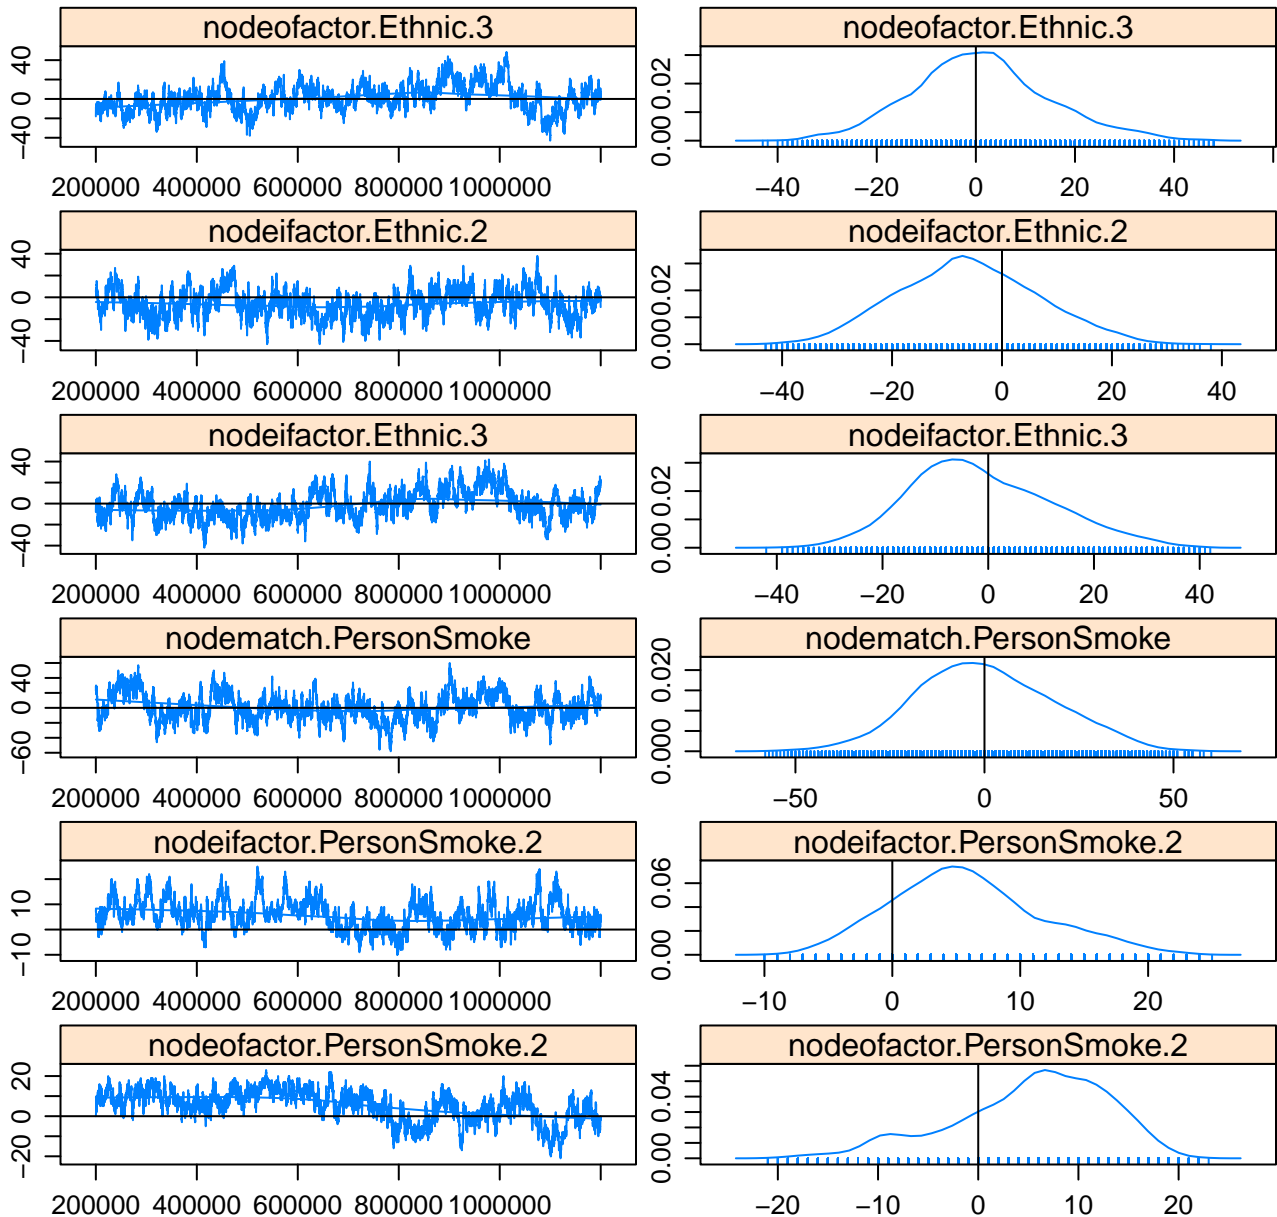 nodeofactor.Ethnic.3
−40 0 40
200000 400000 600000 800000 1000000
nodeofactor.Ethnic.3
0.00 0.02
−40 −20 0 20 40
nodeifactor.Ethnic.2
−40 0 40
200000 400000 600000 800000 1000000
nodeifactor.Ethnic.2
0.00 0.02
−40 −20 0 20 40
nodeifactor.Ethnic.3
−40 0 40
200000 400000 600000 800000 1000000
nodeifactor.Ethnic.3
0.00 0.02
−40 −20 0 20 40
nodematch.PersonSmoke
−60 0 40
200000 400000 600000 800000 1000000
nodematch.PersonSmoke
0.000 0.020
−50 0 50
nodeifactor.PersonSmoke.2
−10 10
200000 400000 600000 800000 1000000
nodeifactor.PersonSmoke.2
0.00 0.06
−10 0 10 20
nodeofactor.PersonSmoke.2
−20 0 20
200000 400000 600000 800000 1000000
nodeofactor.PersonSmoke.2
0.00 0.04
−20 −10 0 10 20